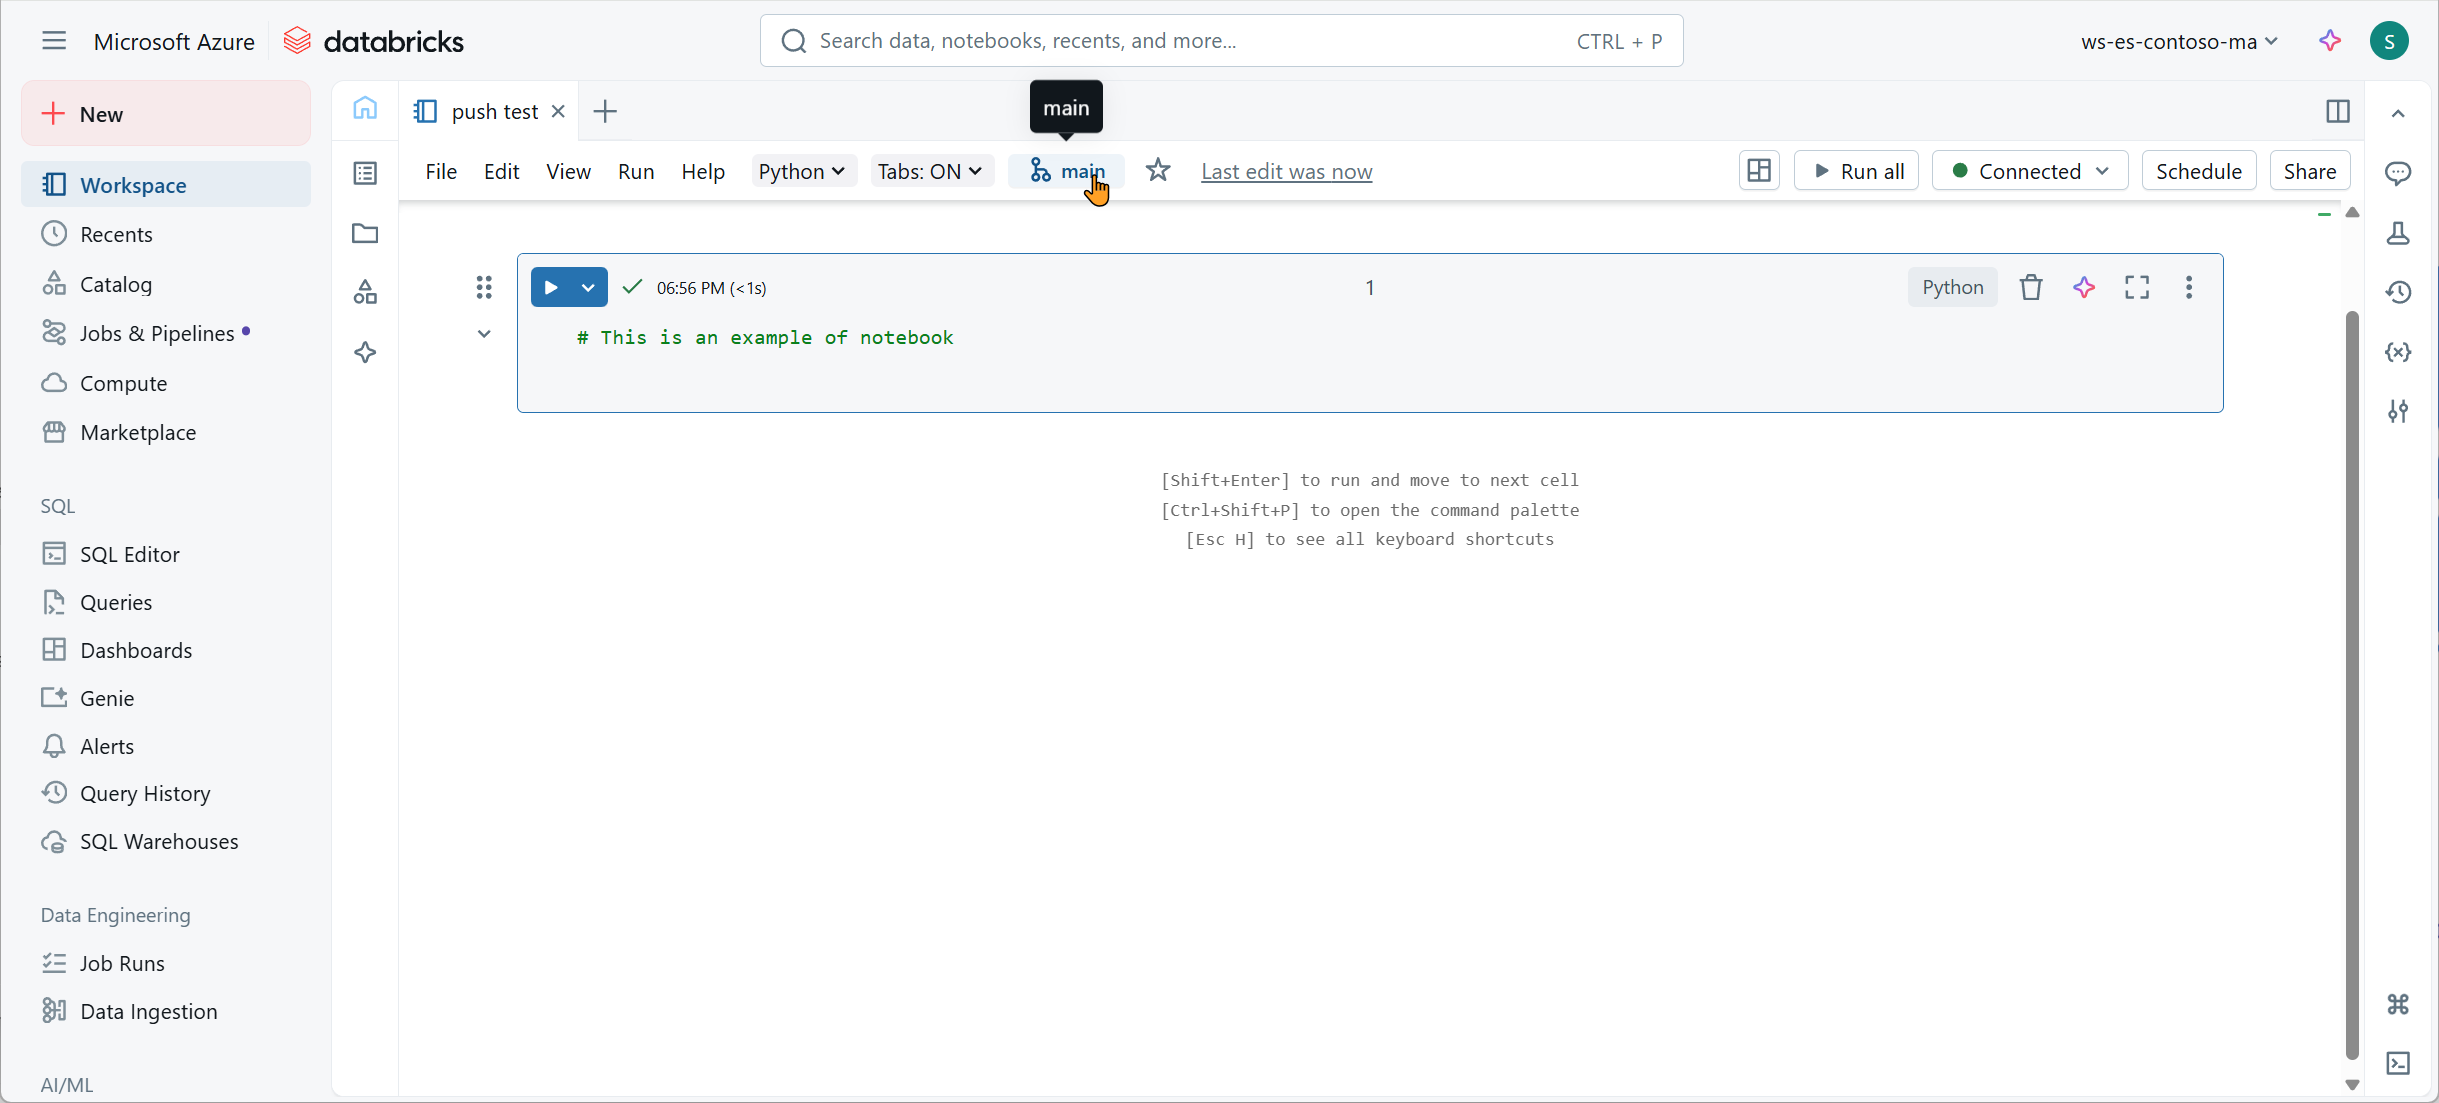 Microsoft Azure databricks
Search data, notebooks, recents, and more... CTRL + P
ws-es-contoso-ma
S
New
Workspace
Recents
Catalog
Jobs & Pipelines
Compute
Marketplace
SQL
SQL Editor
Queries
Dashboards
Genie
Alerts
Query History
SQL Warehouses
Data Engineering
Job Runs
Data Ingestion
AI/ML
push test
main
File Edit View Run Help Python Tabs: ON main Last edit was now
Run all Connected Schedule Share
06:56 PM (<1s) 1 Python
# This is an example of notebook
[Shift+Enter] to run and move to next cell
[Ctrl+Shift+P] to open the command palette
[Esc H] to see all keyboard shortcuts